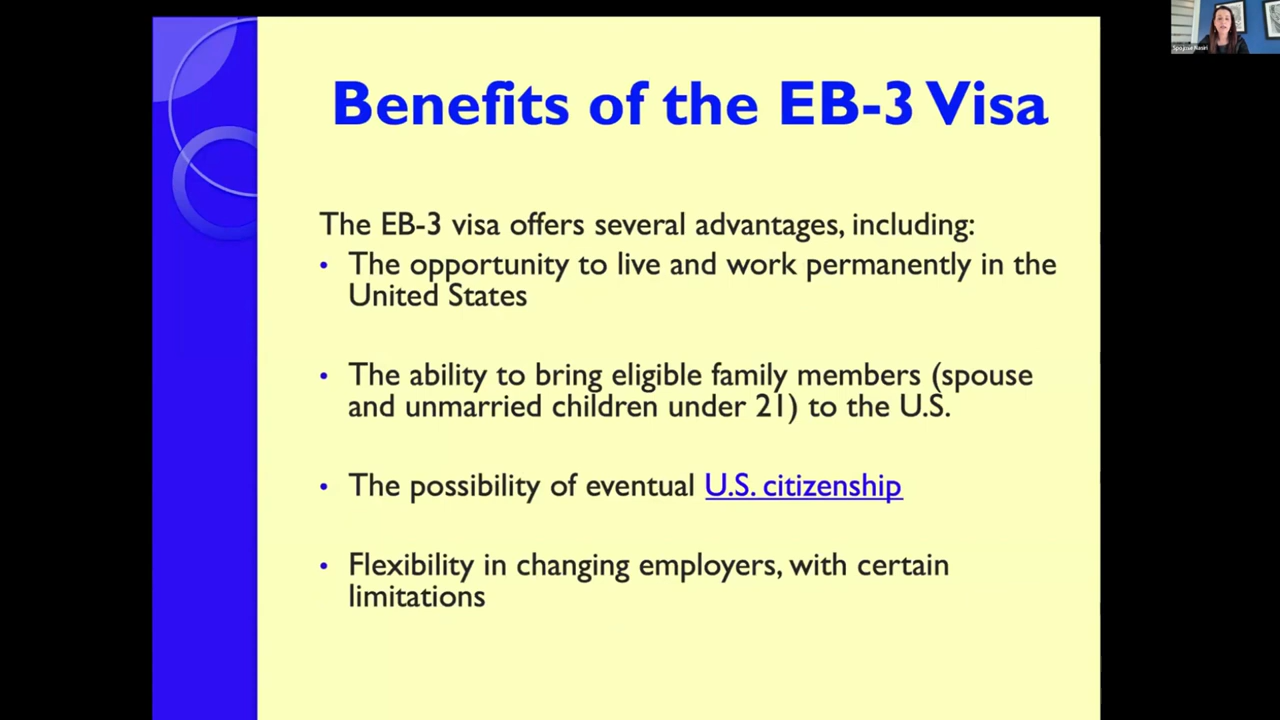 Benefits of the EB-3 Visa
The EB-3 visa offers several advantages, including:
• The opportunity to live and work permanently in the
United States
• The ability to bring eligible family members (spouse
and unmarried children under 21) to the U.S.
• The possibility of eventual U.S. citizenship
• Flexibility in changing employers, with certain
limitations